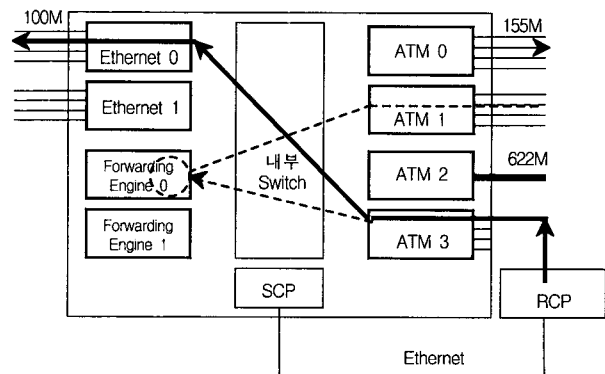 100M
155M
Ethernet 0
ATM 0
Ethernet 1
ATM 1
내부
Switch
Forwarding
Engine 0
ATM 2
622M
Forwarding
Engine 1
ATM 3
SCP
RCP
Ethernet